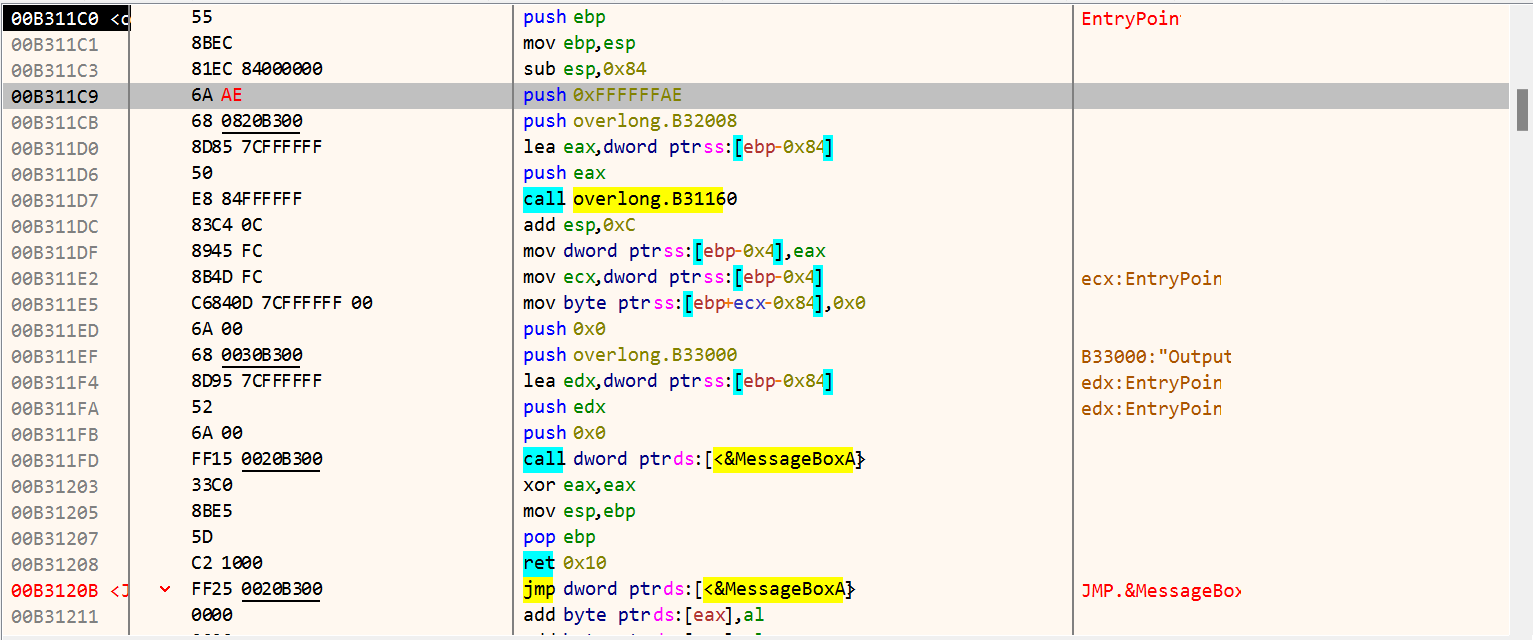 00B311C0 <c 55 push ebp EntryPoin
00B311C1 8BEC mov ebp,esp
00B311C3 81EC 84000000 sub esp,0x84
00B311C9 6A AE push 0xFFFFFFAE
00B311CB 68 0820B300 push overlong.B32008
00B311D0 8D85 7CFFFFFF lea eax,dword ptr ss:[ebp-0x84]
00B311D6 50 push eax
00B311D7 E8 84FFFFFF call overlong.B31160
00B311DC 83C4 0C add esp,0xC
00B311DF 8945 FC mov dword ptr ss:[ebp-0x4],eax
00B311E2 8B4D FC mov ecx,dword ptr ss:[ebp-0x4] ecx:EntryPoin
00B311E5 C6840D 7CFFFFFF 00 mov byte ptr ss:[ebp+ecx-0x84],0x0
00B311ED 6A 00 push 0x0
00B311EF 68 0030B300 push overlong.B33000 B33000:"Output
00B311F4 8D95 7CFFFFFF lea edx,dword ptr ss:[ebp-0x84] edx:EntryPoin
00B311FA 52 push edx edx:EntryPoin
00B311FB 6A 00 push 0x0
00B311FD FF15 0020B300 call dword ptr ds:[<&MessageBoxA>]
00B31203 33C0 xor eax,eax
00B31205 8BE5 mov esp,ebp
00B31207 5D pop ebp
00B31208 C2 1000 ret 0x10
00B3120B <J FF25 0020B300 jmp dword ptr ds:[<&MessageBoxA>] JMP.&MessageBox
00B31211 0000 add byte ptr ds:[eax],al